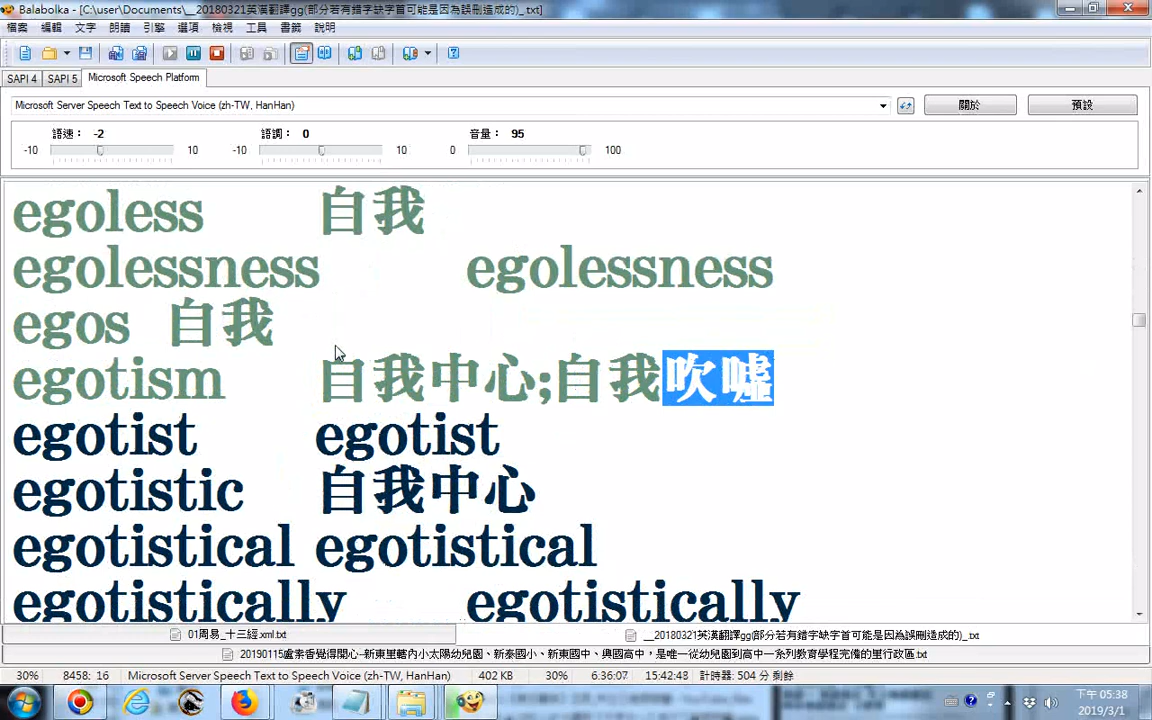 Balabolka - [C:\user\Documents\__20180321英漢翻譯gg(部分若有錯字缺字首可能是因為誤刪造成的)_.txt]
檔案 編輯 文字 朗讀 引擎 選項 檢視 工具 書籤 說明
SAPI 4 SAPI 5 Microsoft Speech Platform
Microsoft Server Speech Text to Speech Voice (zh-TW, HanHan) 關於 預設
語速： -2 語調： 0 音量： 95
-10 10 -10 10 0 100
egoless 自我
egolessness egolessness
egos 自我
egotism 自我中心;自我吹噓
egotist egotist
egotistic 自我中心
egotistical egotistical
egotistically egotistically
01周易_十三經.xml.txt __20180321英漢翻譯gg(部分若有錯字缺字首可能是因為誤刪造成的)_.txt
20190115盧素香覺得開心-新東里轄內小太陽幼兒園、新泰國小、新東國中、興國高中，是唯一從幼兒園到高中一系列教育學程完備的里行政區.txt
30% 8458: 16 Microsoft Server Speech Text to Speech Voice (zh-TW, HanHan) 402 KB 30% 6:36:07 15:42:48 計時器: 504 分 剩餘
下午 05:38
2019/3/1